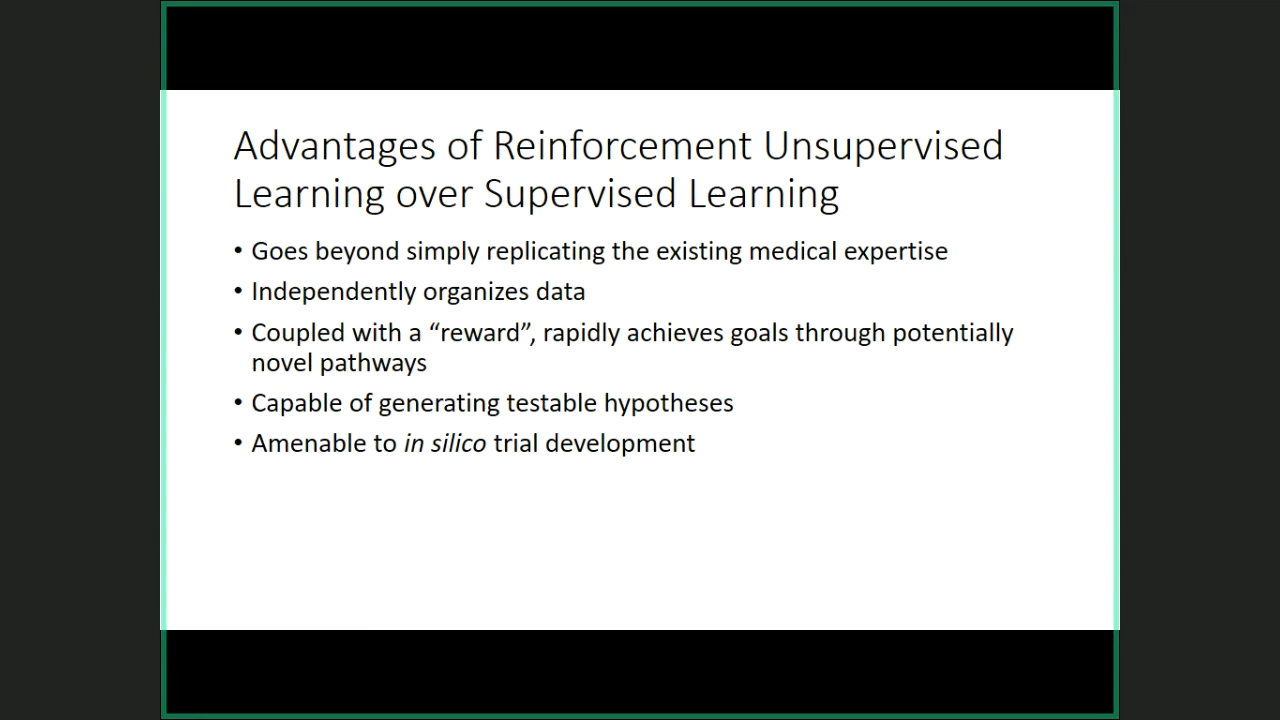 Advantages of Reinforcement Unsupervised
Learning over Supervised Learning
• Goes beyond simply replicating the existing medical expertise
• Independently organizes data
• Coupled with a “reward”, rapidly achieves goals through potentially
novel pathways
• Capable of generating testable hypotheses
• Amenable to in silico trial development